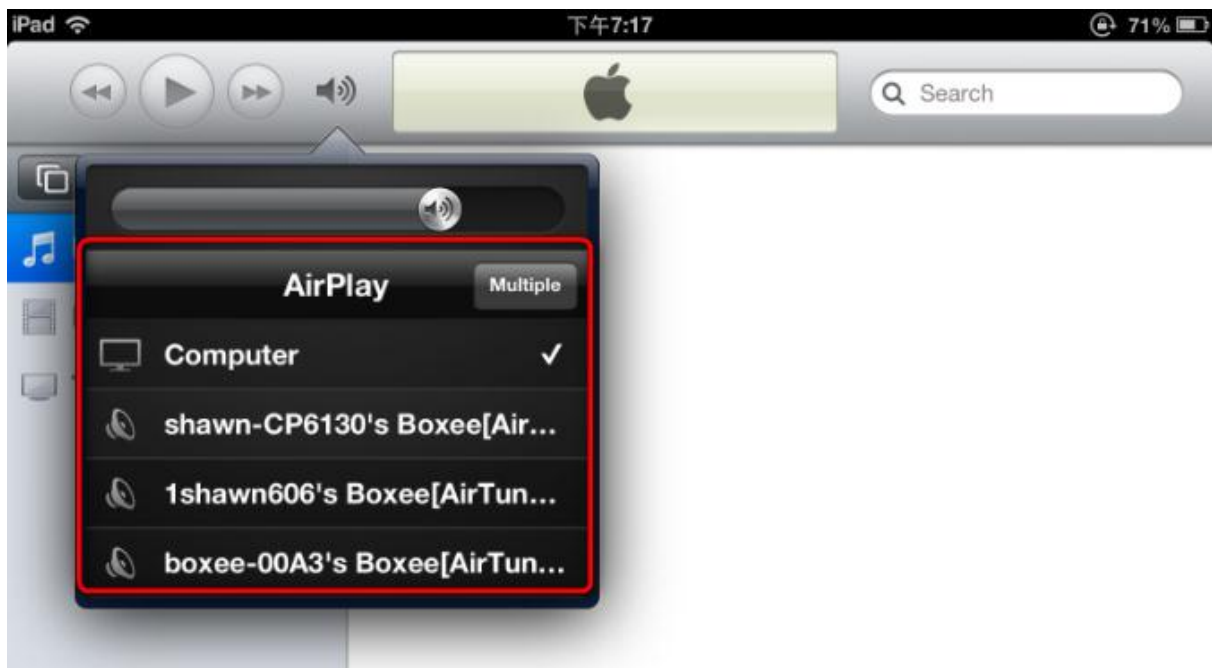 iPad 下午7:17 71%
Search
AirPlay Multiple
Computer
shawn-CP6130's Boxee[Air...
1shawn606's Boxee[AirTun...
boxee-00A3's Boxee[AirTun...